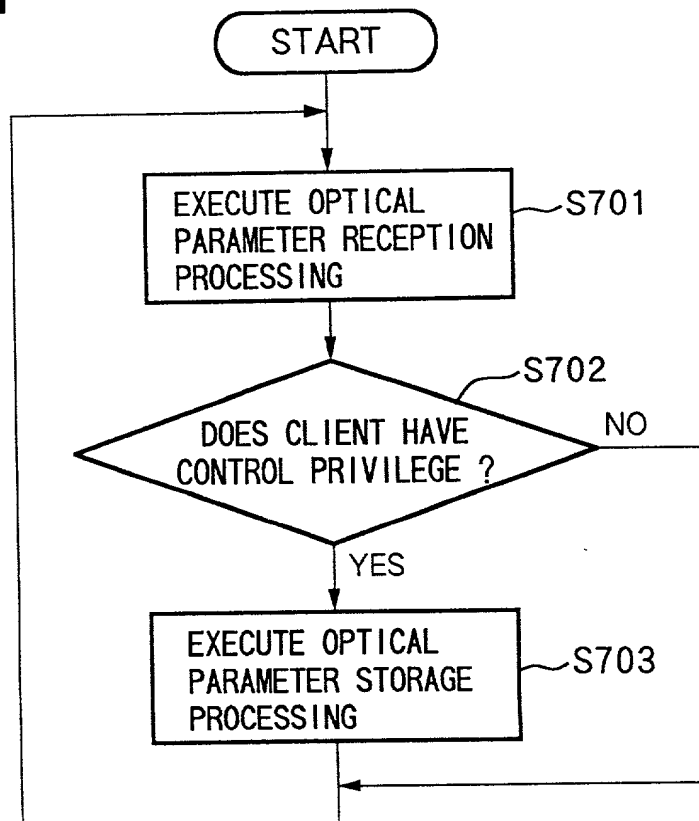 START
EXECUTE OPTICAL
PARAMETER RECEPTION
PROCESSING
S701
S702
DOES CLIENT HAVE
CONTROL PRIVILEGE ?
NO
YES
EXECUTE OPTICAL
PARAMETER STORAGE
PROCESSING
S703